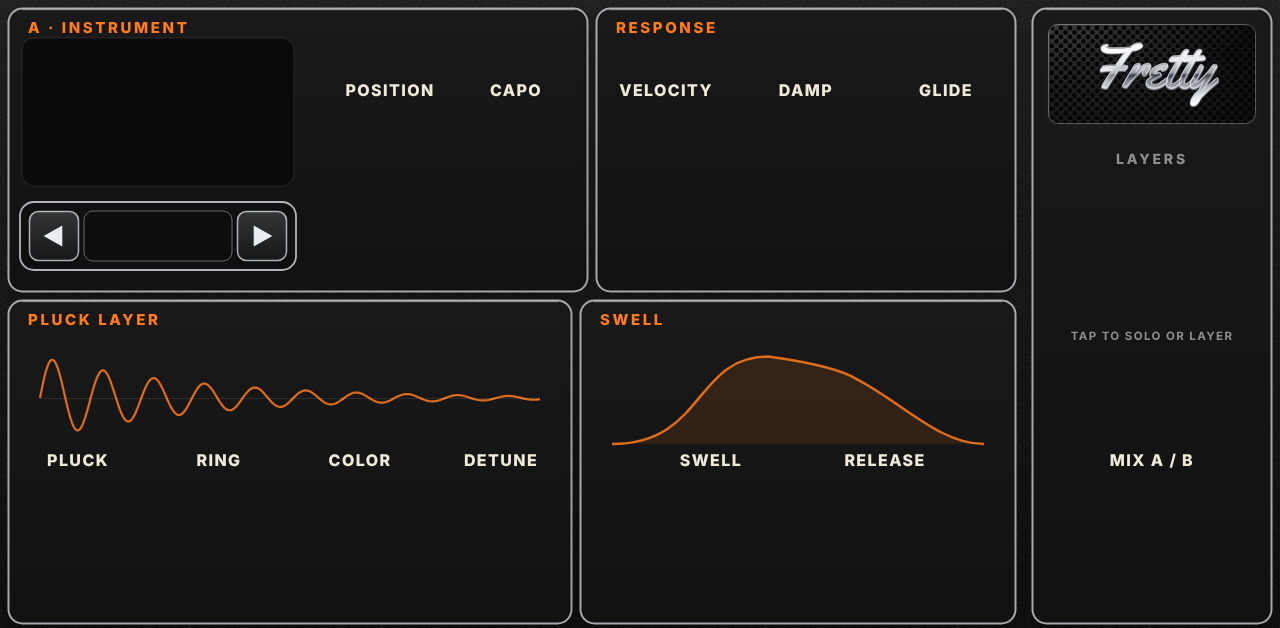 A · INSTRUMENT
POSITION CAPO
RESPONSE
VELOCITY DAMP GLIDE
Fretty
LAYERS
TAP TO SOLO OR LAYER
MIX A / B
PLUCK LAYER
PLUCK RING COLOR DETUNE
SWELL
SWELL RELEASE